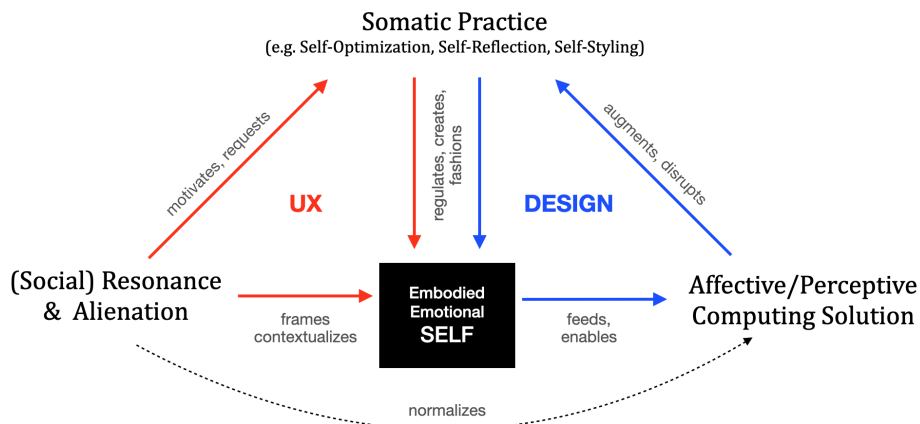 Somatic Practice
(e.g. Self-Optimization, Self-Reflection, Self-Styling)
motivates, requests
regulates, creates,
fashions
augments, disrupts
UX
DESIGN
(Social) Resonance
& Alienation
Embodied
Emotional
SELF
Affective/Perceptive
Computing Solution
frames
contextualizes
feeds,
enables
normalizes